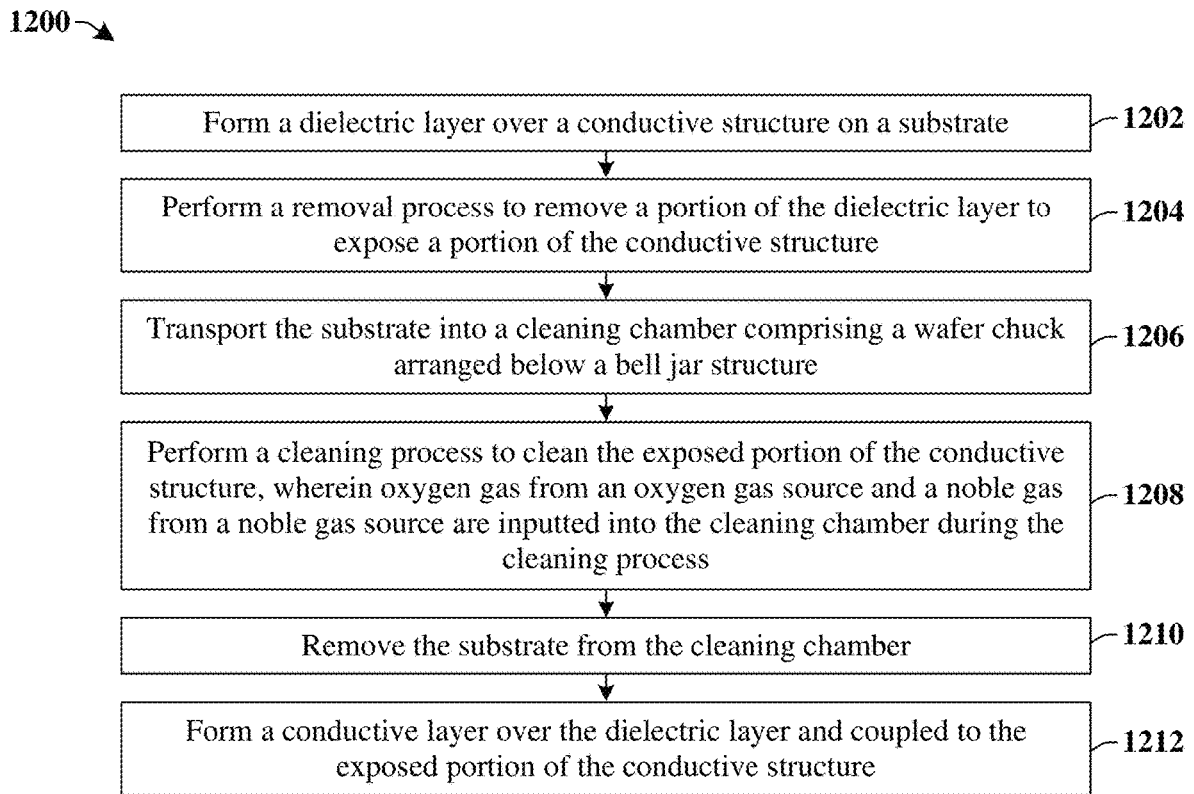 1200
Form a dielectric layer over a conductive structure on a substrate
1202
Perform a removal process to remove a portion of the dielectric layer to
expose a portion of the conductive structure
1204
Transport the substrate into a cleaning chamber comprising a wafer chuck
arranged below a bell jar structure
1206
Perform a cleaning process to clean the exposed portion of the conductive
structure, wherein oxygen gas from an oxygen gas source and a noble gas
from a noble gas source are inputted into the cleaning chamber during the
cleaning process
1208
Remove the substrate from the cleaning chamber
1210
Form a conductive layer over the dielectric layer and coupled to the
exposed portion of the conductive structure
1212